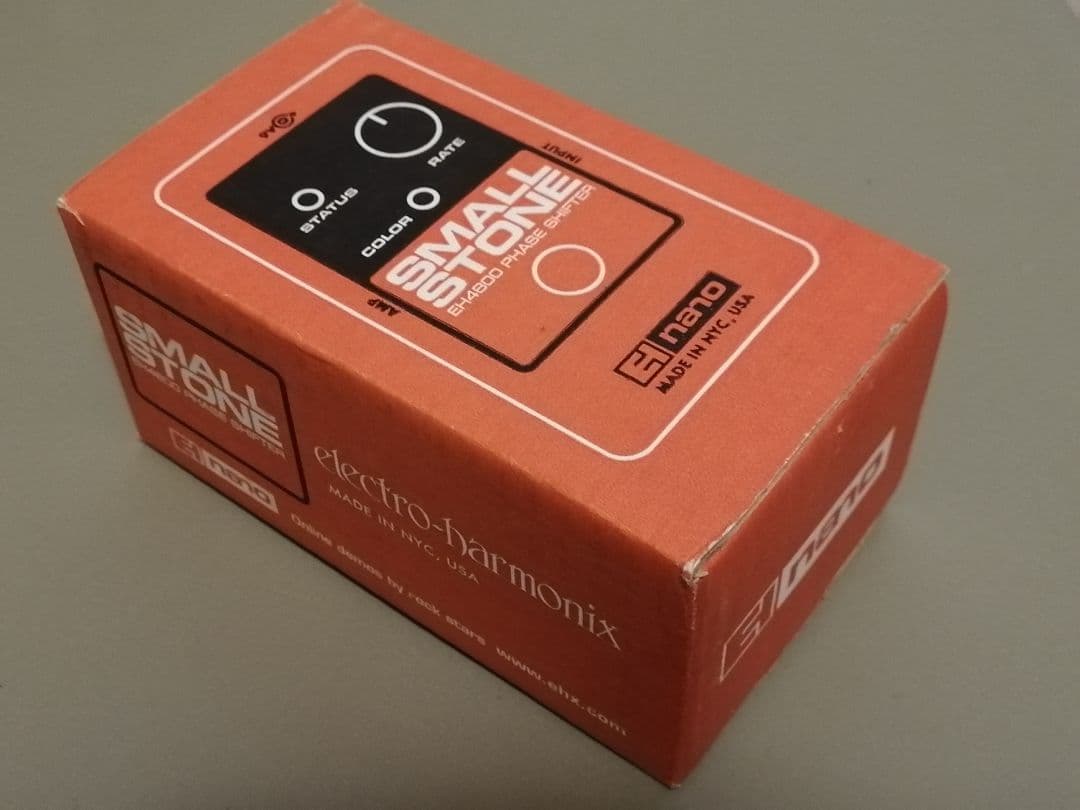 9V
RATE
STATUS
COLOR
INPUT
AMP
SMALL
STONE
EH4800 PHASE SHIFTER
EH nano
MADE IN NYC, USA
SMALL
STONE
EH4800 PHASE SHIFTER
EH nano
electro-harmonix
MADE IN NYC, USA
Online demos by rock stars www.ehx.com
EH nano